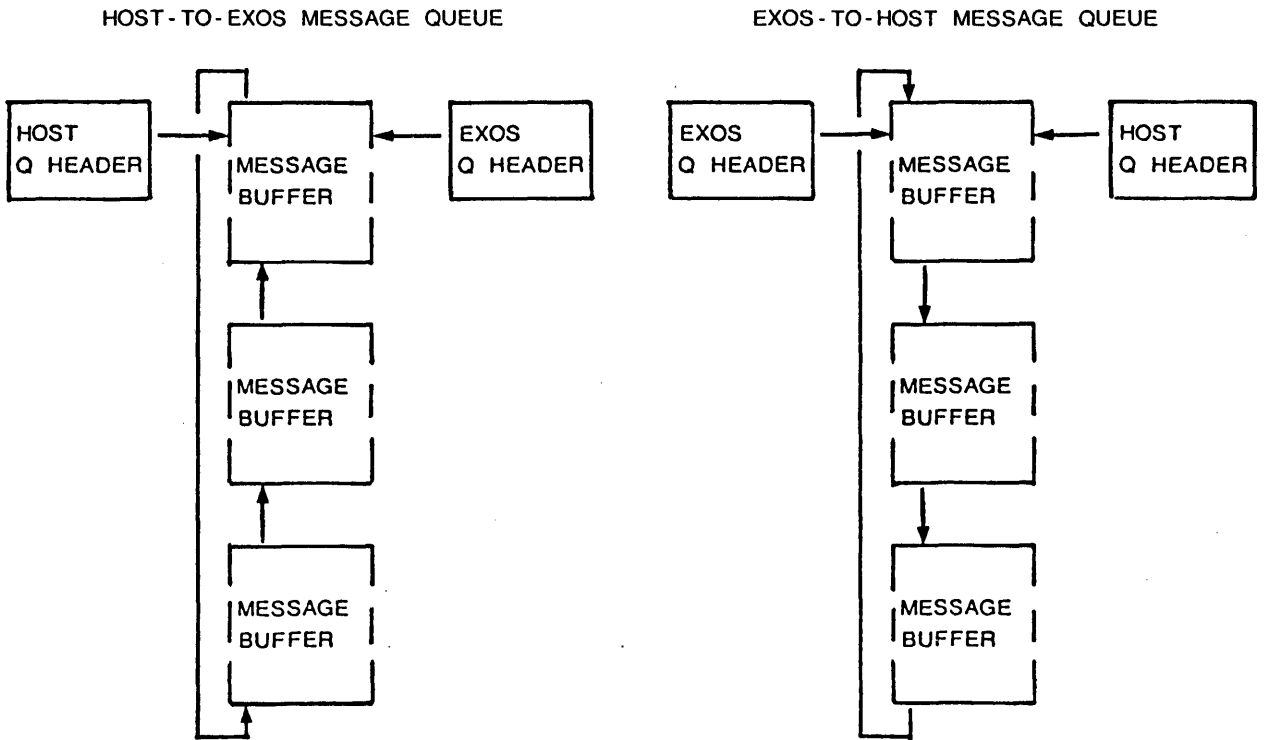 HOST-TO-EXOS MESSAGE QUEUE
HOST
Q HEADER
MESSAGE
BUFFER
EXOS
Q HEADER
MESSAGE
BUFFER
MESSAGE
BUFFER
EXOS-TO-HOST MESSAGE QUEUE
EXOS
Q HEADER
MESSAGE
BUFFER
HOST
Q HEADER
MESSAGE
BUFFER
MESSAGE
BUFFER